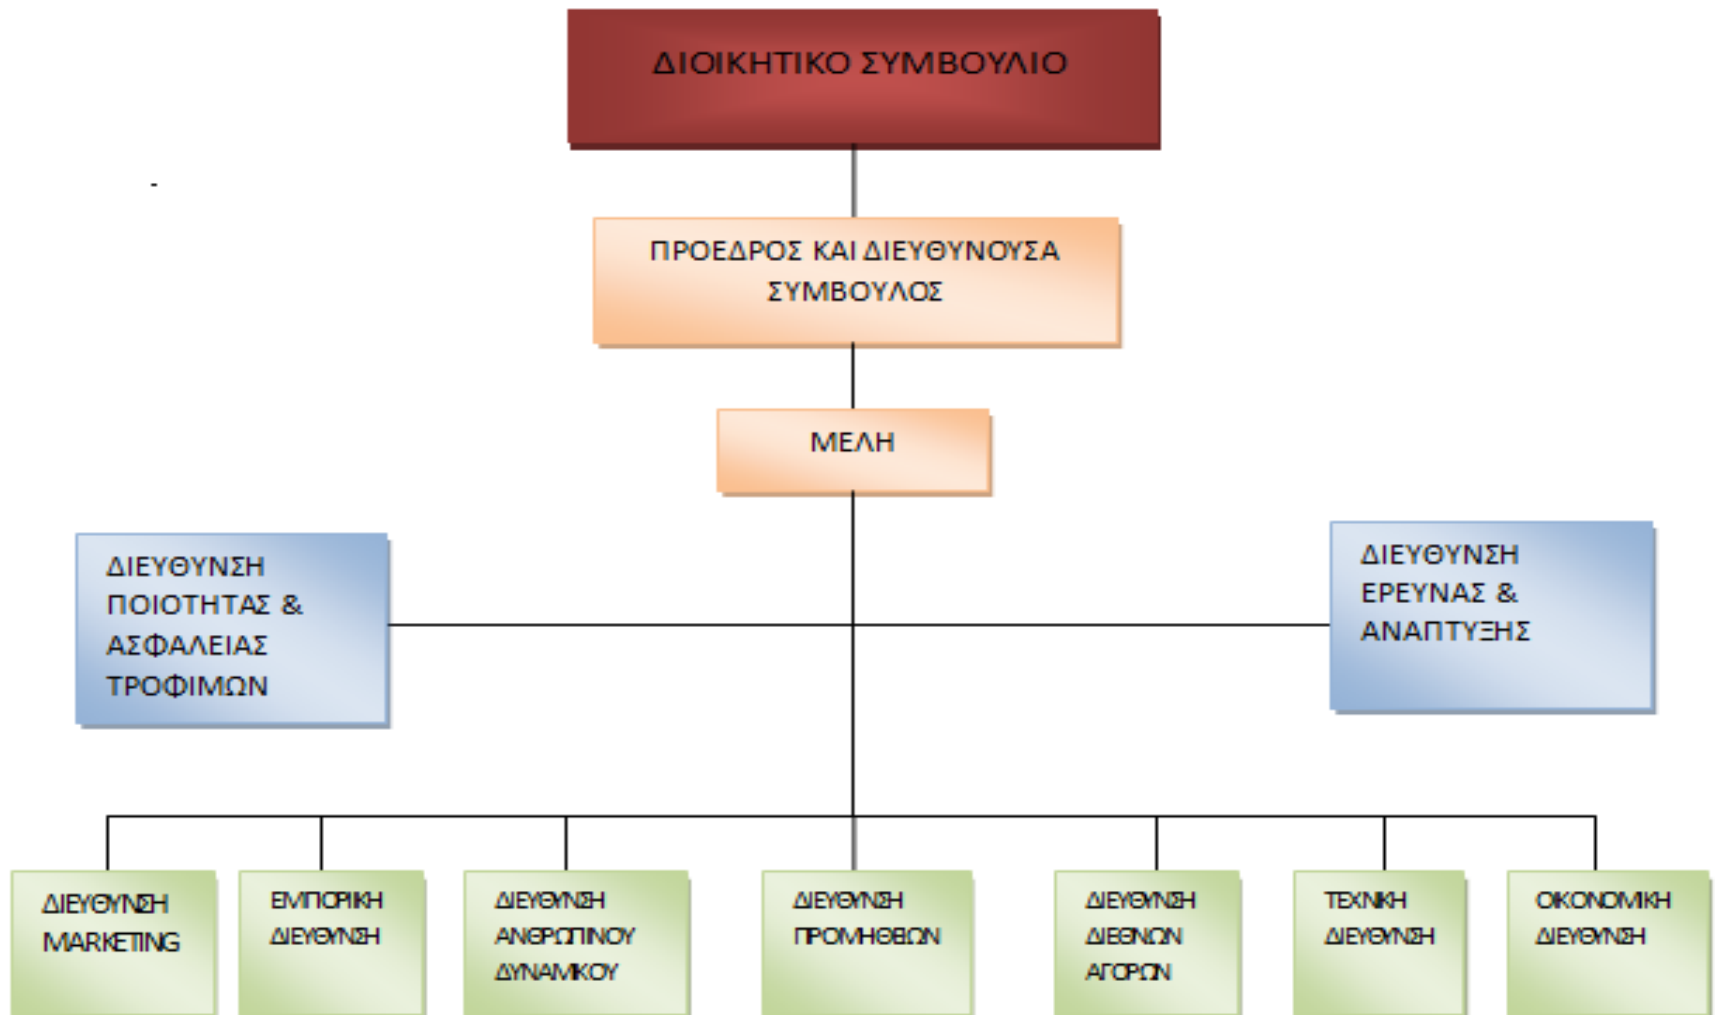 ΔΙΟΙΚΗΤΙΚΟ ΣΥΜΒΟΥΛΙΟ
-
ΠΡΟΕΔΡΟΣ ΚΑΙ ΔΙΕΥΘΥΝΟΥΣΑ
ΣΥΜΒΟΥΛΟΣ
ΜΕΛΗ
ΔΙΕΥΘΥΝΣΗ
ΠΟΙΟΤΗΤΑΣ &
ΑΣΦΑΛΕΙΑΣ
ΤΡΟΦΙΜΩΝ
ΔΙΕΥΘΥΝΣΗ
ΕΡΕΥΝΑΣ &
ΑΝΑΠΤΥΞΗΣ
ΔΙΕΥΘΥΝΣΗ
MARKETING
ΕΜΠΟΡΙΚΗ
ΔΙΕΥΘΥΝΣΗ
ΔΙΕΥΘΥΝΣΗ
ΑΝΘΡΩΠΙΝΟΥ
ΔΥΝΑΜΙΚΟΥ
ΔΙΕΥΘΥΝΣΗ
ΠΡΟΜΗΘΕΙΩΝ
ΔΙΕΥΘΥΝΣΗ
ΔΙΕΘΝΩΝ
ΑΓΟΡΩΝ
ΤΕΧΝΙΚΗ
ΔΙΕΥΘΥΝΣΗ
ΟΙΚΟΝΟΜΙΚΗ
ΔΙΕΥΘΥΝΣΗ